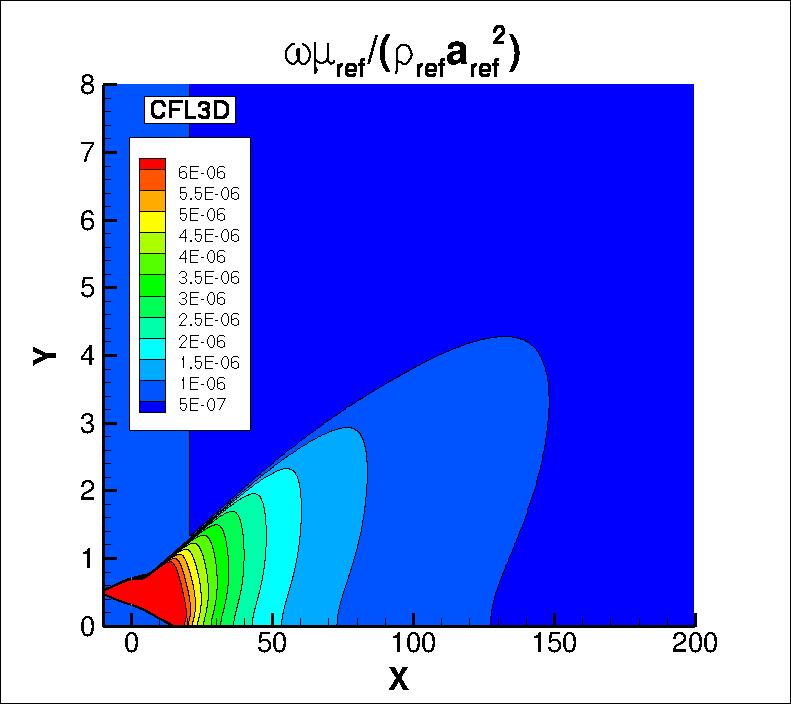 ωμref/(ρref aref²)
8
CFL3D
7
6E-06
5.5E-06
6
5E-06
4.5E-06
4E-06
5
3.5E-06
3E-06
2.5E-06
4
2E-06
Y
1.5E-06
1E-06
5E-07
3
2
1
0
0 50 100 150 200
X